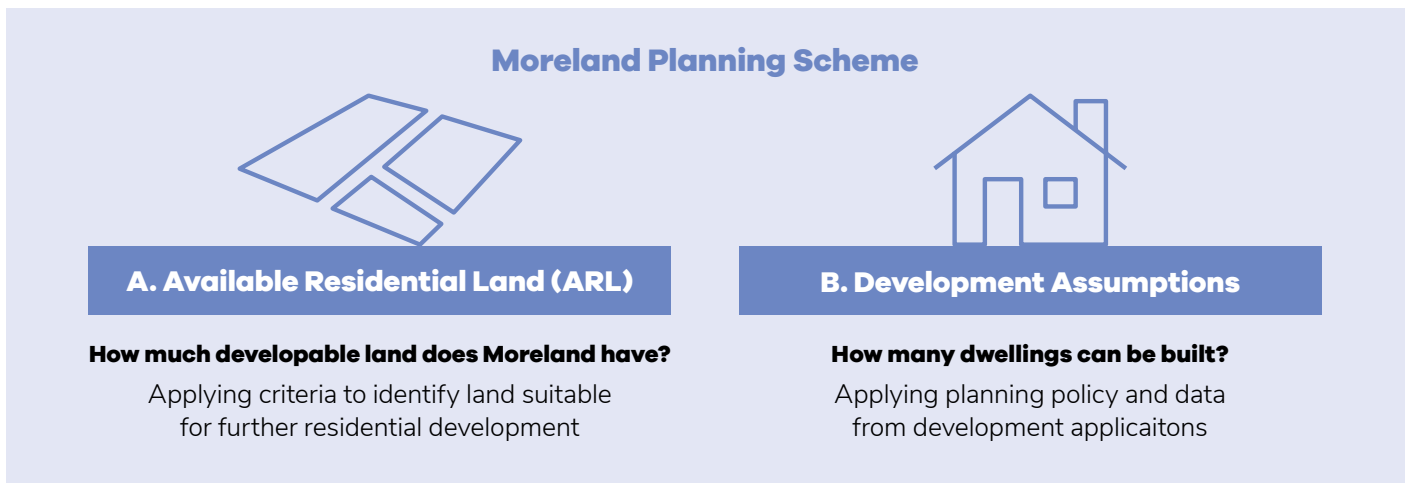 Moreland Planning Scheme
A. Available Residential Land (ARL)
How much developable land does Moreland have?
Applying criteria to identify land suitable
for further residential development
B. Development Assumptions
How many dwellings can be built?
Applying planning policy and data
from development applicaitons